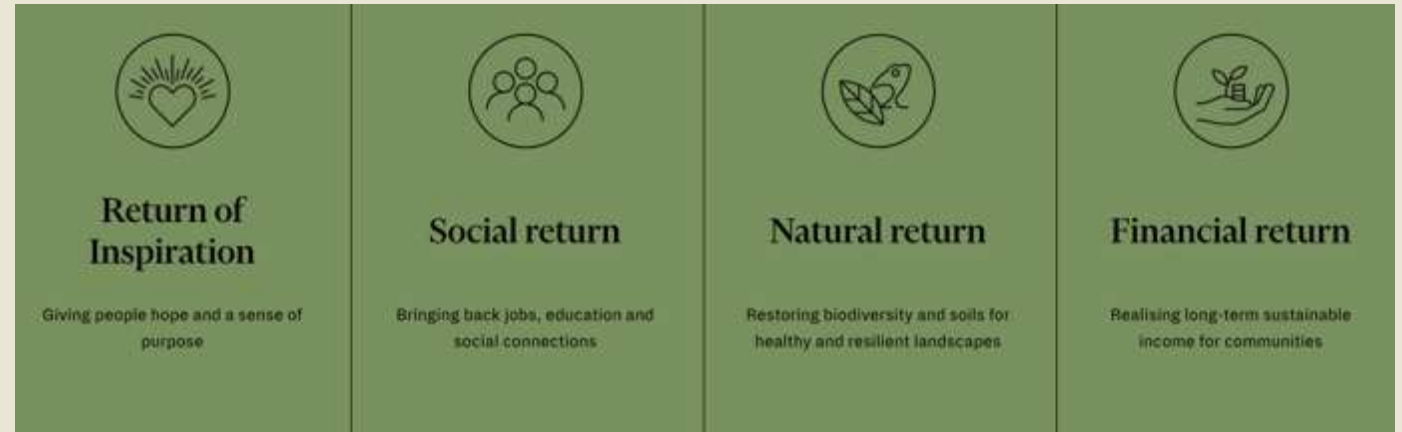 Return of
Inspiration
Giving people hope and a sense of
purpose
Social return
Bringing back jobs, education and
social connections
Natural return
Restoring biodiversity and soils for
healthy and resilient landscapes
Financial return
Realising long-term sustainable
income for communities